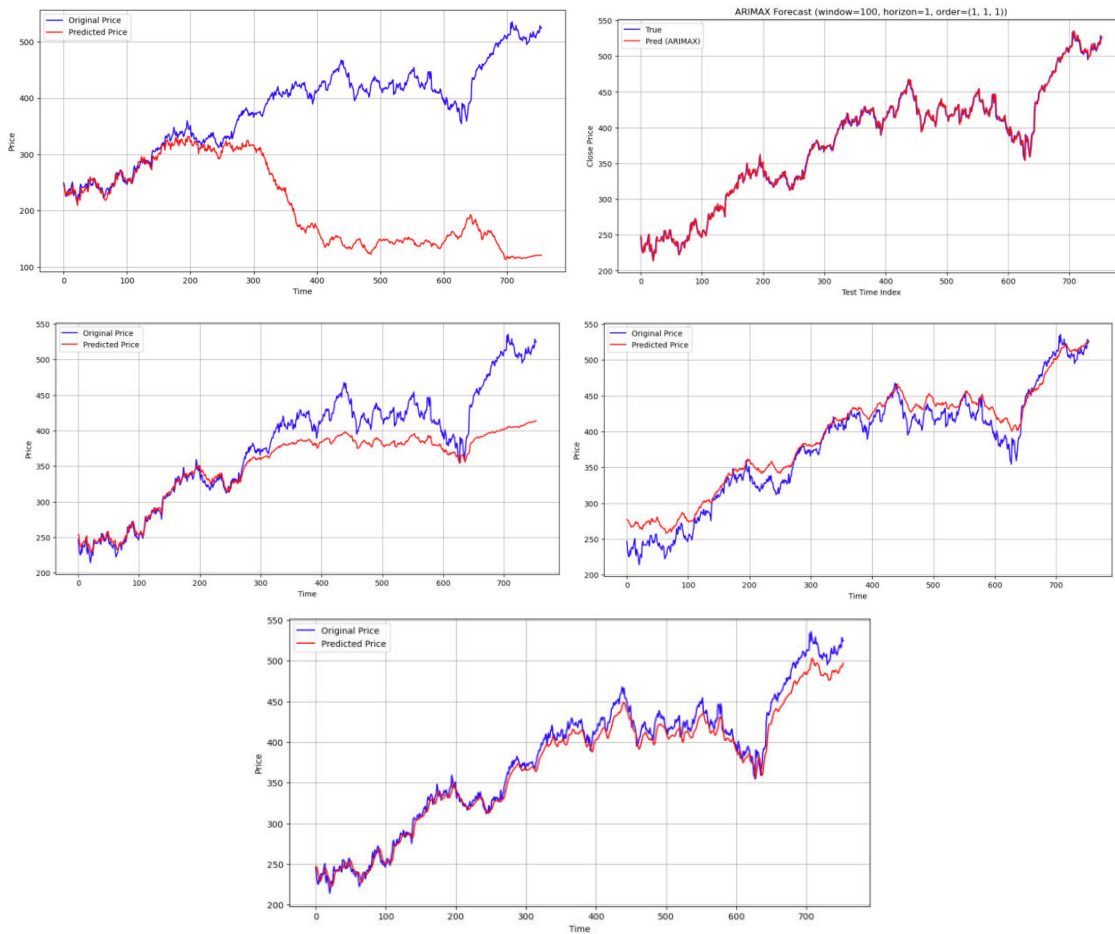 Original Price
Predicted Price
500
400
300
200
100
Price
0 100 200 300 400 500 600 700
Time
ARIMAX Forecast (window=100, horizon=1, order=(1, 1, 1))
True
Pred (ARIMAX)
550
500
450
400
350
300
250
200
Close Price
0 100 200 300 400 500 600 700
Test Time Index
Original Price
Predicted Price
550
500
450
400
350
300
250
200
Price
0 100 200 300 400 500 600 700
Time
Original Price
Predicted Price
550
500
450
400
350
300
250
200
Price
0 100 200 300 400 500 600 700
Time
Original Price
Predicted Price
550
500
450
400
350
300
250
200
Price
0 100 200 300 400 500 600 700
Time